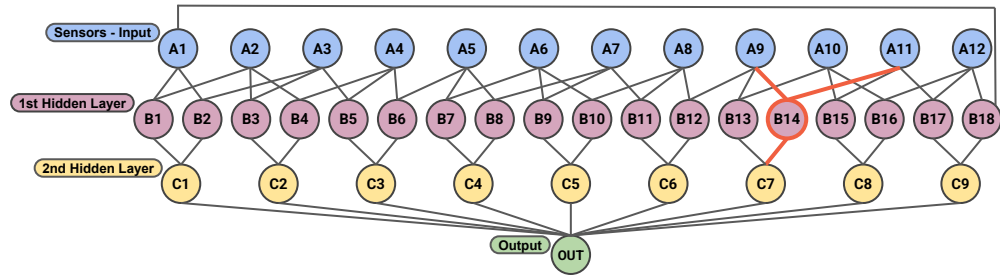 Sensors - Input
A1 A2 A3 A4 A5 A6 A7 A8 A9 A10 A11 A12
1st Hidden Layer
B1 B2 B3 B4 B5 B6 B7 B8 B9 B10 B11 B12 B13 B14 B15 B16 B17 B18
2nd Hidden Layer
C1 C2 C3 C4 C5 C6 C7 C8 C9
Output
OUT